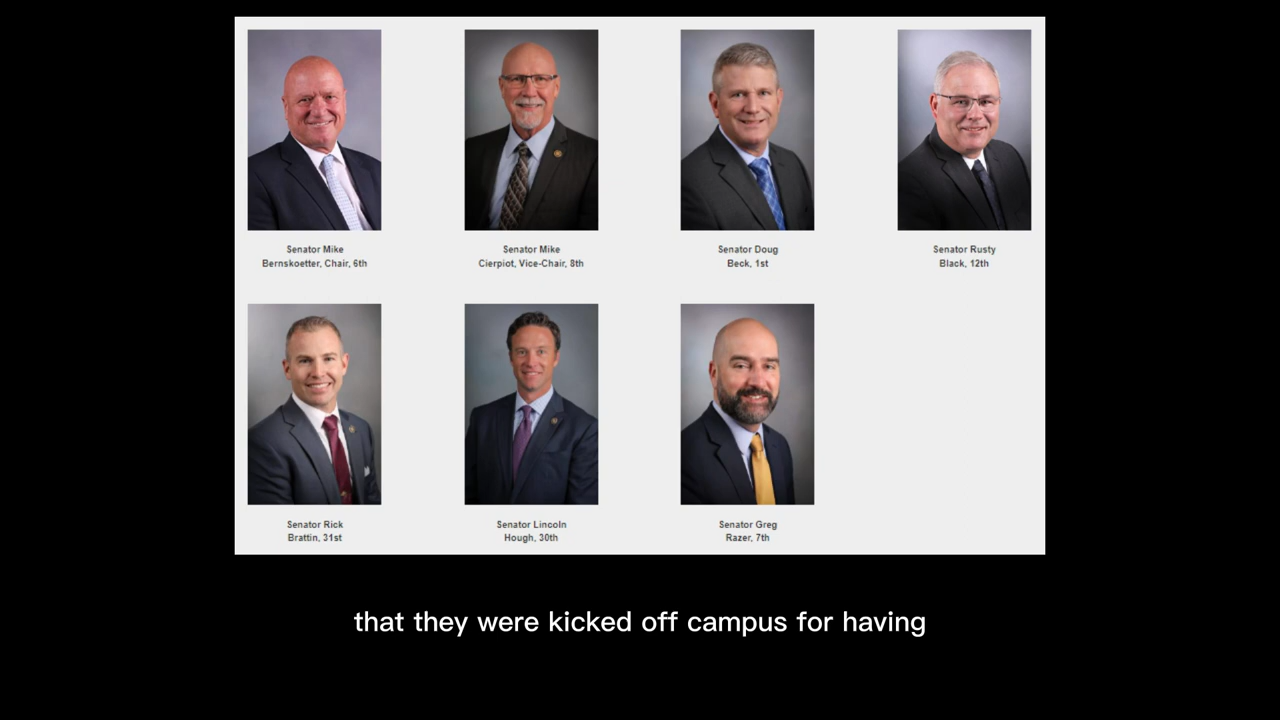 Senator Mike
Bernskoetter, Chair, 6th
Senator Mike
Cierpiot, Vice-Chair, 8th
Senator Doug
Beck, 1st
Senator Rusty
Black, 12th
Senator Rick
Brattin, 31st
Senator Lincoln
Hough, 30th
Senator Greg
Razer, 7th
that they were kicked off campus for having